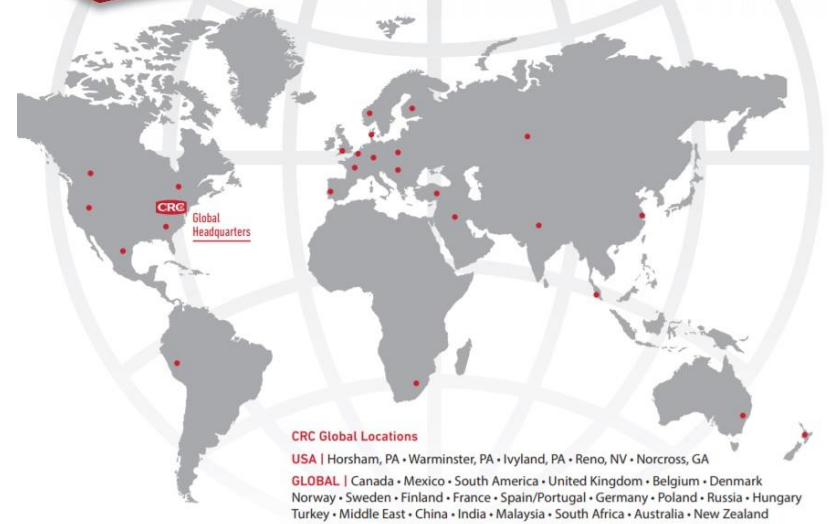 CRC
Global
Headquarters
CRC Global Locations
USA | Horsham, PA • Warminster, PA • Ivyland, PA • Reno, NV • Norcross, GA
GLOBAL | Canada • Mexico • South America • United Kingdom • Belgium • Denmark
Norway • Sweden • Finland • France • Spain/Portugal • Germany • Poland • Russia • Hungary
Turkey • Middle East • China • India • Malaysia • South Africa • Australia • New Zealand